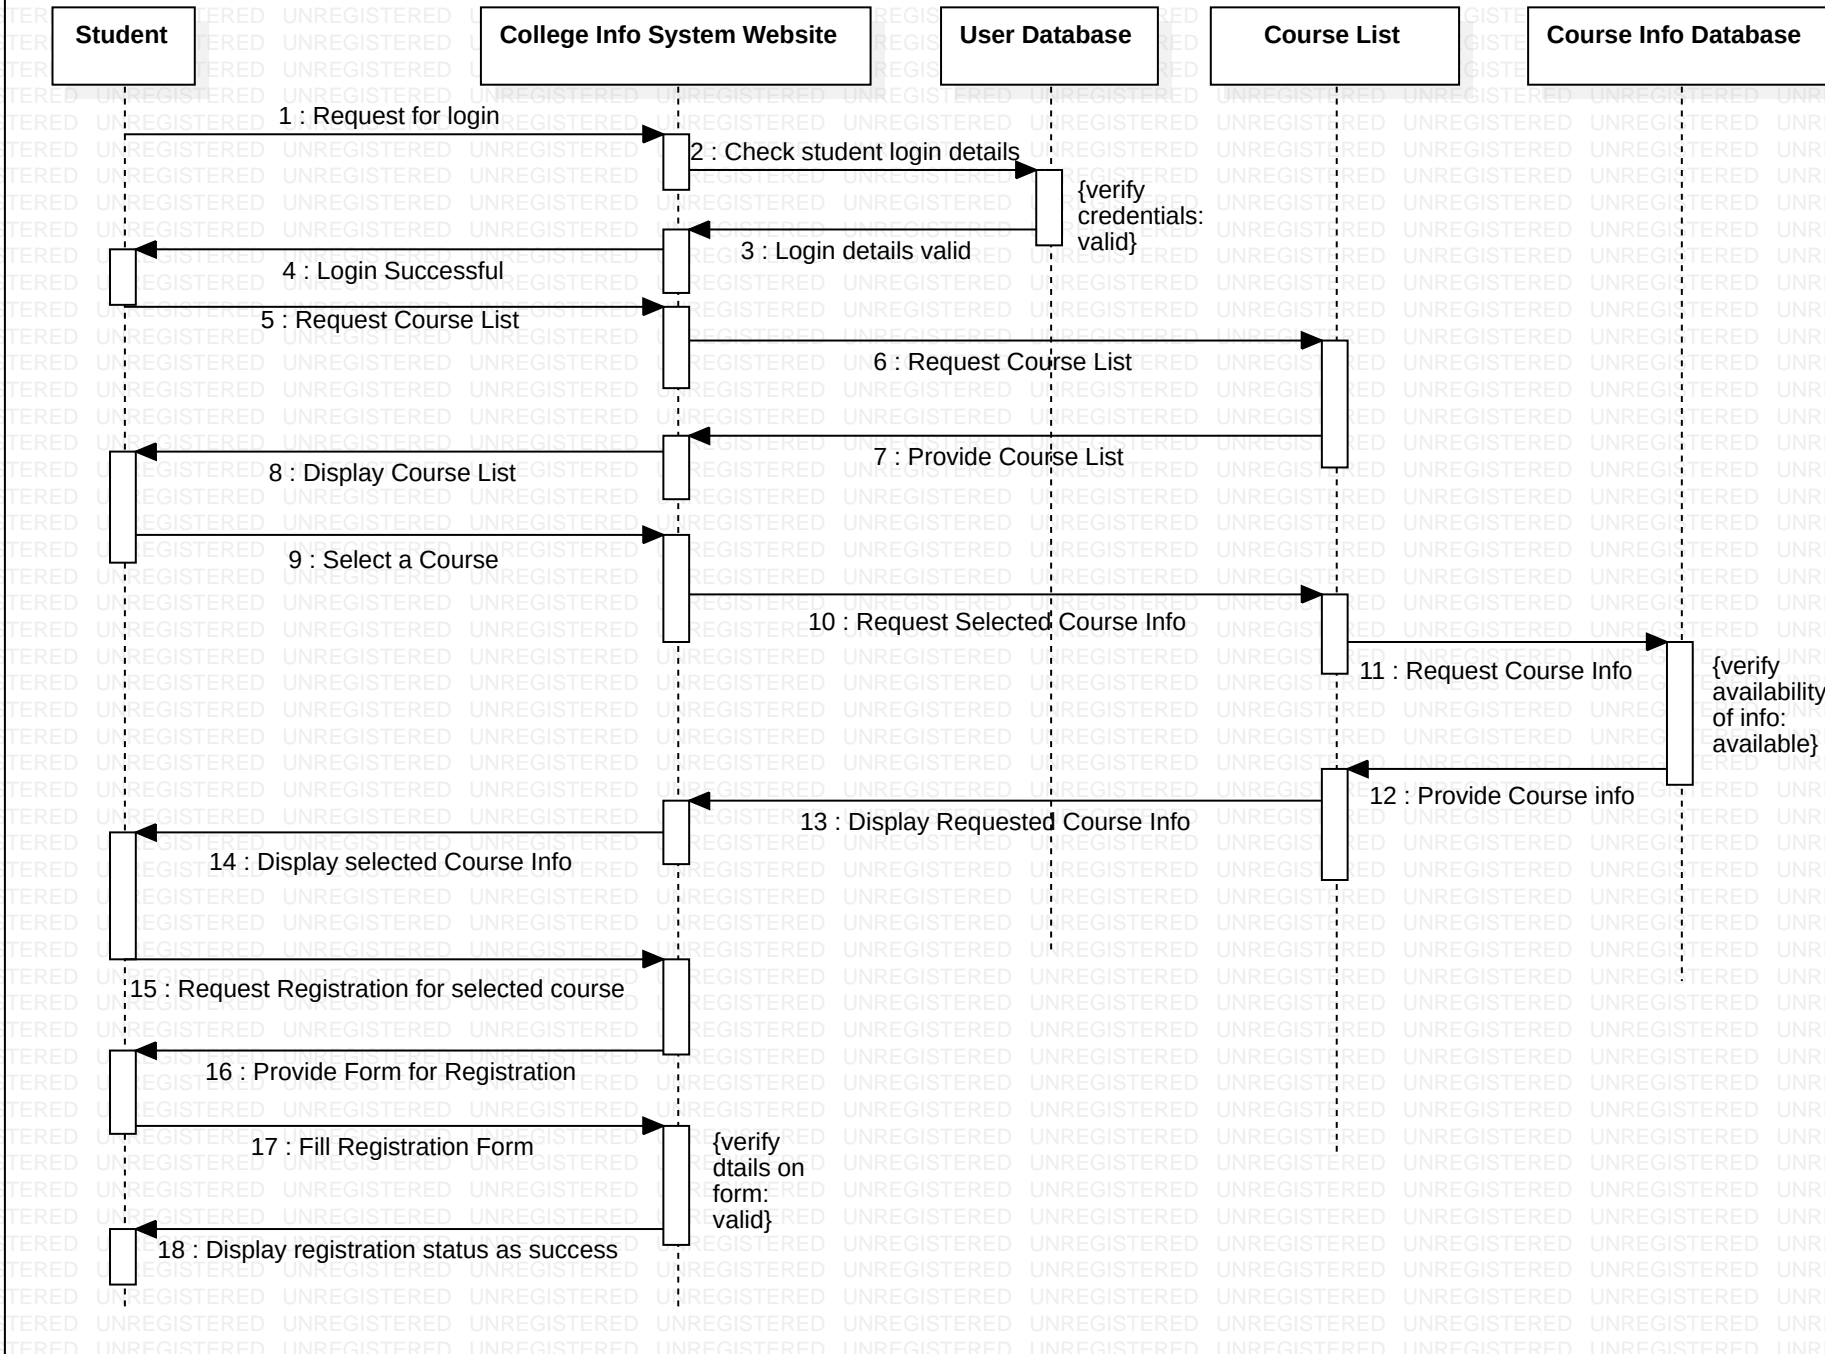 Student
College Info System Website
User Database
Course List
Course Info Database
1 : Request for login
2 : Check student login details
{verify
credentials:
valid}
3 : Login details valid
4 : Login Successful
5 : Request Course List
6 : Request Course List
7 : Provide Course List
8 : Display Course List
9 : Select a Course
10 : Request Selected Course Info
11 : Request Course Info
{verify
availability
of info:
available}
12 : Provide Course info
13 : Display Requested Course Info
14 : Display selected Course Info
15 : Request Registration for selected course
16 : Provide Form for Registration
17 : Fill Registration Form
{verify
dtails on
form:
valid}
18 : Display registration status as success
UNREGISTERED